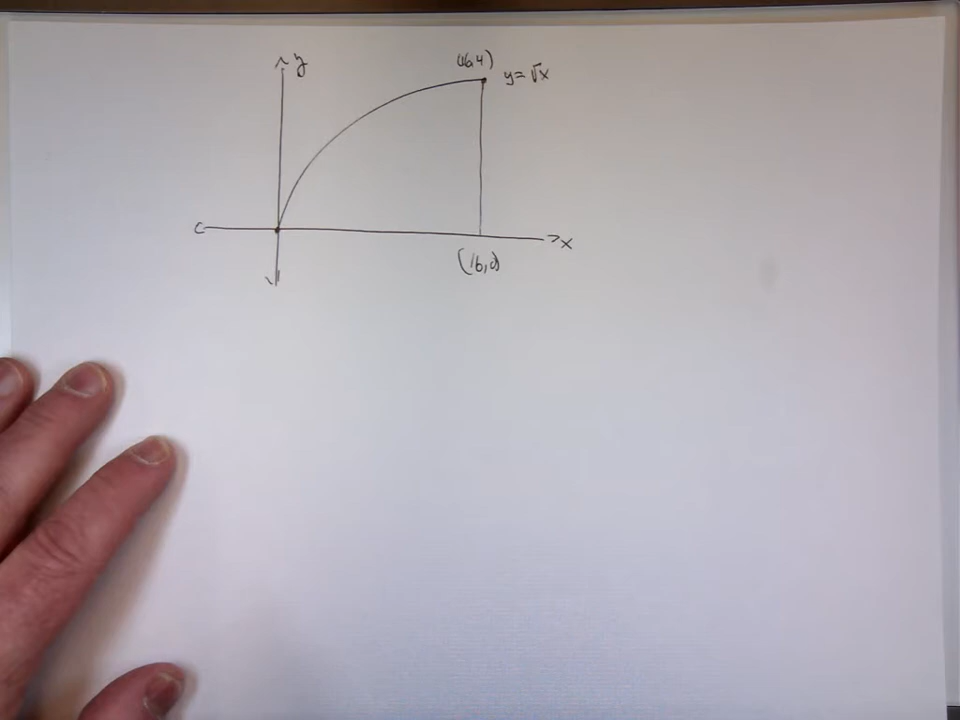 y
(16,4)
y=√x
x
(16,0)